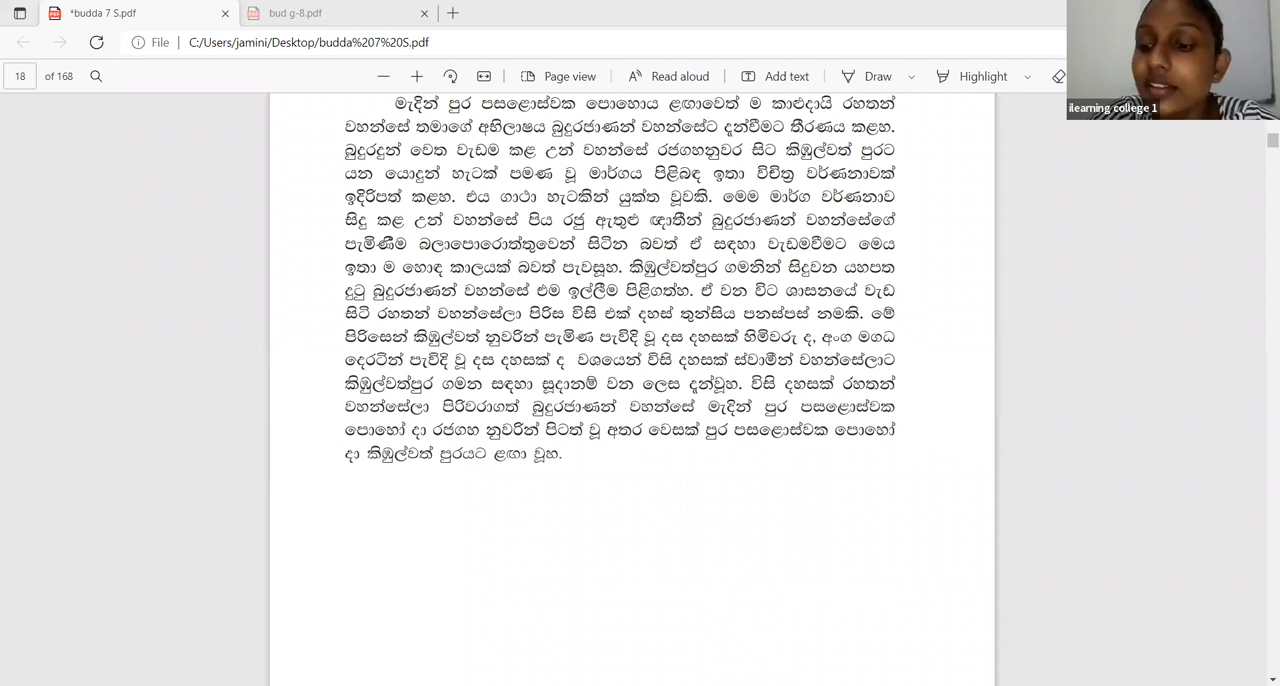 *budda 7 S.pdf
bud g-8.pdf
File
C:/Users/jamini/Desktop/budda%207%20S.pdf
18 of 168
Page view
Read aloud
Add text
Draw
Highlight
ilearning college 1
මැදින් පුර පසළොස්වක පොහොය ළඟාවෙත් ම කාළුදායි රහතන්
වහන්සේ තමාගේ අභිලාෂය බුදුරජාණන් වහන්සේට දැන්වීමට තීරණය කළහ.
බුදුරදුන් වෙත වැඩම කළ උන් වහන්සේ රජගහනුවර සිට කිඹුල්වත් පුරට
යන යොදුන් හැටක් පමණ වූ මාර්ගය පිළිබඳ ඉතා විචිත්‍ර වර්ණනාවක්
ඉදිරිපත් කළහ. එය ගාථා හැටකින් යුක්ත වූවකි. මෙම මාර්ග වර්ණනාව
සිදු කළ උන් වහන්සේ පිය රජු ඇතුළු ඥාතීන් බුදුරජාණන් වහන්සේගේ
පැමිණීම බලාපොරොත්තුවෙන් සිටින බවත් ඒ සඳහා වැඩමවීමට මෙය
ඉතා ම හොඳ කාලයක් බවත් පැවසූහ. කිඹුල්වත්පුර ගමනින් සිදුවන යහපත
දුටු බුදුරජාණන් වහන්සේ එම ඉල්ලීම පිළිගත්හ. ඒ වන විට ශාසනයේ වැඩ
සිටි රහතන් වහන්සේලා පිරිස විසි එක් දහස් තුන්සිය පනස්පස් නමකි. මේ
පිරිසෙන් කිඹුල්වත් නුවරින් පැමිණ පැවිදි වූ දස දහසක් හිමිවරු ද, අංග මගධ
දෙරටින් පැවිදි වූ දස දහසක් ද වශයෙන් විසි දහසක් ස්වාමීන් වහන්සේලාට
කිඹුල්වත්පුර ගමන සඳහා සූදානම් වන ලෙස දැන්වූහ. විසි දහසක් රහතන්
වහන්සේලා පිරිවරාගත් බුදුරජාණන් වහන්සේ මැදින් පුර පසළොස්වක
පොහෝ දා රජගහ නුවරින් පිටත් වූ අතර වෙසක් පුර පසළොස්වක පොහෝ
දා කිඹුල්වත් පුරයට ළඟා වූහ.